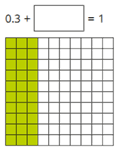 0.3 + = 1